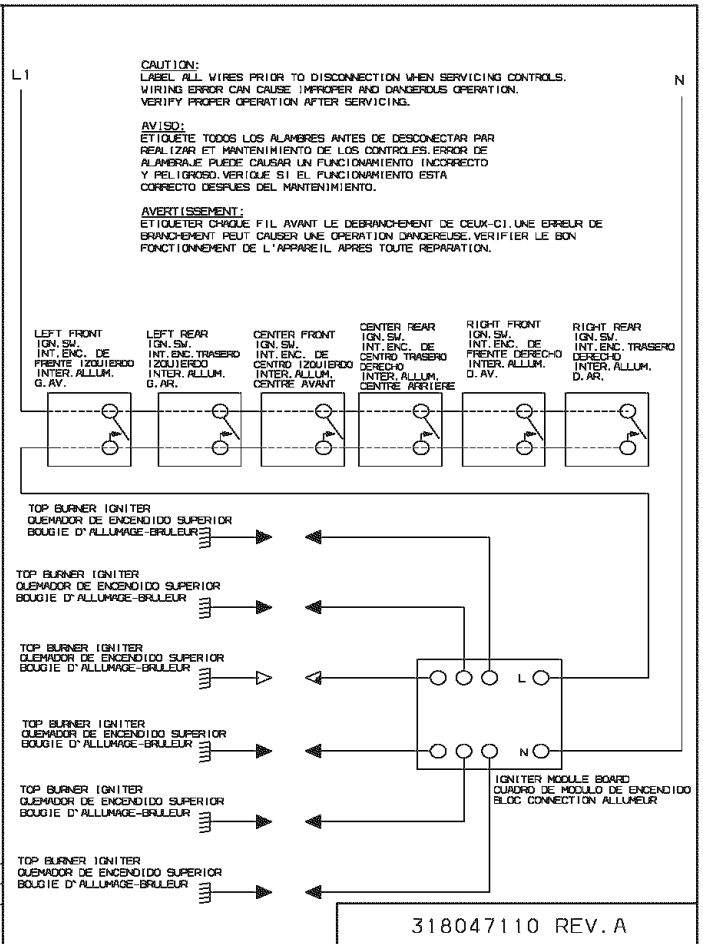 L1
N
CAUTION:
LABEL ALL WIRES PRIOR TO DISCONNECTION WHEN SERVICING CONTROLS.
WIRING ERROR CAN CAUSE IMPROPER AND DANGEROUS OPERATION.
VERIFY PROPER OPERATION AFTER SERVICING.
AVISO:
ETIQUETE TODOS LOS ALAMBRES ANTES DE DESCONECTAR PAR
REALIZAR ET MANTENIMIENTO DE LOS CONTROLES. ERROR DE
ALAMBRAJE PUEDE CAUSAR UN FUNCIONAMIENTO INCORRECTO
Y PELIGROSO. VERIQUE SI EL FUNCIONAMIENTO ESTA
CORRECTO DESPUES DEL MANTENIMIENTO.
AVERTISSEMENT:
ETIQUETER CHAQUE FIL AVANT LE DEBRANCHEMENT DE CEUX-CI. UNE ERREUR DE
BRANCHEMENT PEUT CAUSER UNE OPERATION DANGEREUSE. VERIFIER LE BON
FONCTIONNEMENT DE L'APPAREIL APRES TOUTE REPARATION.
LEFT FRONT
IGN. SW.
INT. ENC. DE
FRENTE IZQUIERDO
INTER. ALLUM.
G. AV.
LEFT REAR
IGN. SW.
INT. ENC. TRASERO
IZQUIERDO
INTER. ALLUM.
G. AR.
CENTER FRONT
IGN. SW.
INT. ENC. DE
CENTRO IZQUIERDO
INTER. ALLUM.
CENTRE AVANT
CENTER REAR
IGN. SW.
INT. ENC. DE
CENTRO TRASERO
DERECHO
INTER. ALLUM.
CENTRE ARRIERE
RIGHT FRONT
IGN. SW.
INT. ENC. DE
FRENTE DERECHO
INTER. ALLUM.
D. AV.
RIGHT REAR
IGN. SW.
INT. ENC. TRASERO
DERECHO
INTER. ALLUM.
D. AR.
TOP BURNER IGNITER
QUEMADOR DE ENCENDIDO SUPERIOR
BOUGIE D'ALLUMAGE-BRULEUR
TOP BURNER IGNITER
QUEMADOR DE ENCENDIDO SUPERIOR
BOUGIE D'ALLUMAGE-BRULEUR
TOP BURNER IGNITER
QUEMADOR DE ENCENDIDO SUPERIOR
BOUGIE D'ALLUMAGE-BRULEUR
L
TOP BURNER IGNITER
QUEMADOR DE ENCENDIDO SUPERIOR
BOUGIE D'ALLUMAGE-BRULEUR
N
IGNITER MODULE BOARD
CUADRO DE MODULO DE ENCENDIDO
BLOC CONNECTION ALLUMEUR
TOP BURNER IGNITER
QUEMADOR DE ENCENDIDO SUPERIOR
BOUGIE D'ALLUMAGE-BRULEUR
TOP BURNER IGNITER
QUEMADOR DE ENCENDIDO SUPERIOR
BOUGIE D'ALLUMAGE-BRULEUR
318047110 REV. A